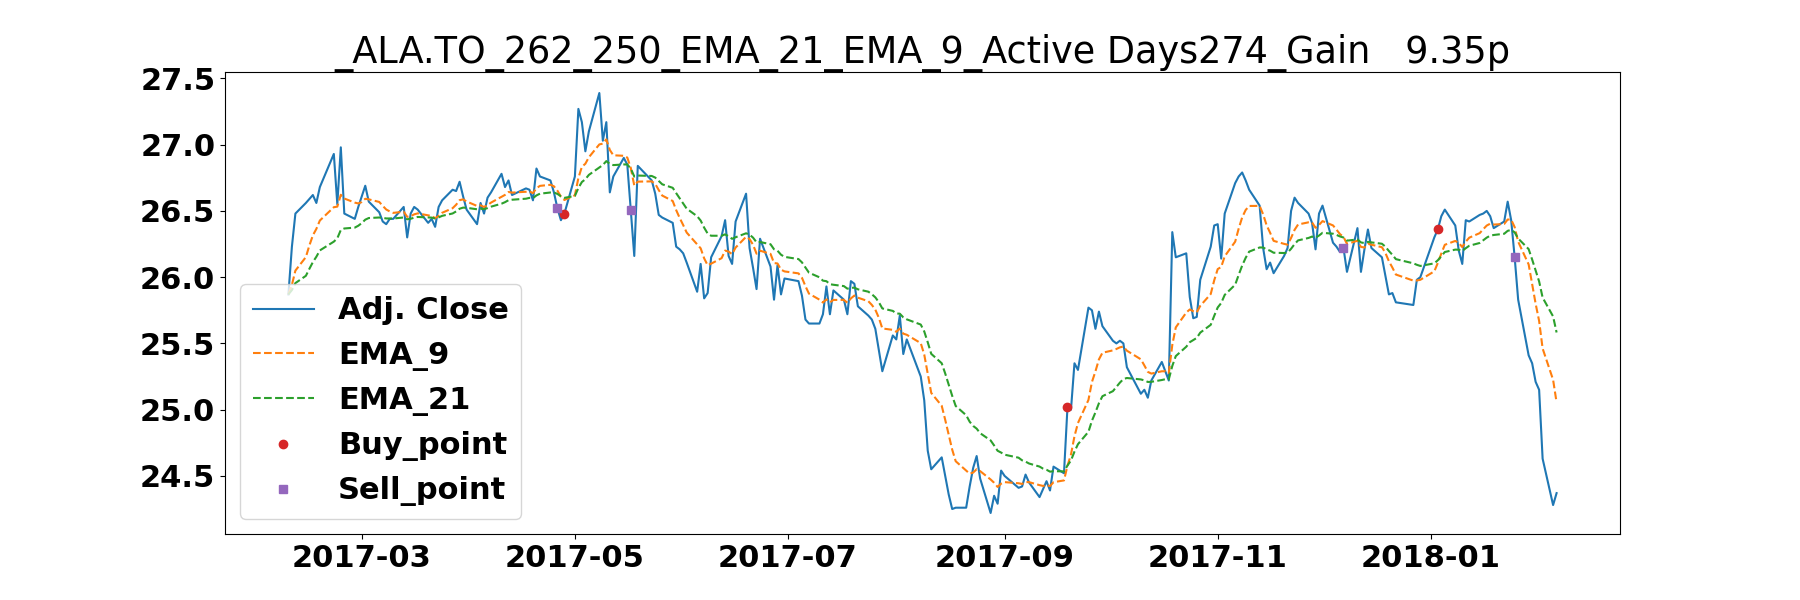 _ALA.TO_262_250_EMA_21_EMA_9_Active Days274_Gain   9.35p
27.5
27.0
26.5
26.0
25.5
25.0
24.5
Adj. Close
EMA_9
EMA_21
Buy_point
Sell_point
2017-03 2017-05 2017-07 2017-09 2017-11 2018-01